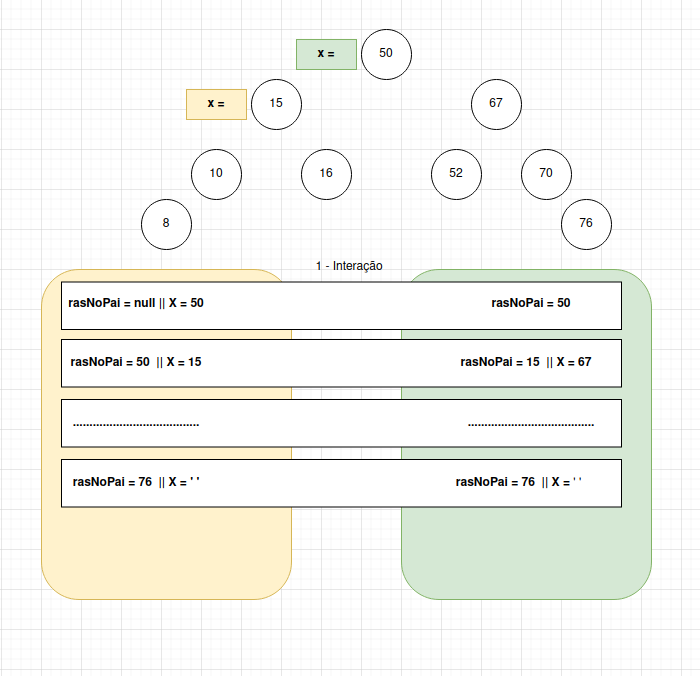 x = 50
x = 15 67
10 16 52 70
8 76
1 - Interação
rasNoPai = null || X = 50 rasNoPai = 50
rasNoPai = 50 || X = 15 rasNoPai = 15 || X = 67
...................................... ......................................
rasNoPai = 76 || X = ' ' rasNoPai = 76 || X = ' '